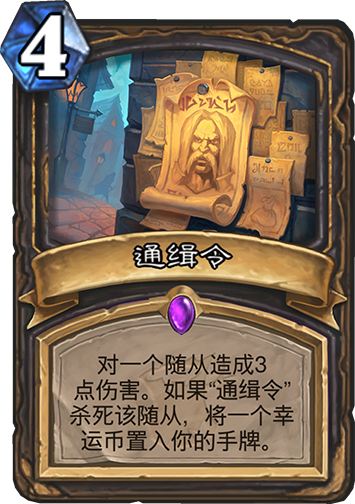 4
通缉令
对一个随从造成3
点伤害。如果“通缉令”
杀死该随从，将一个幸
运币置入你的手牌。